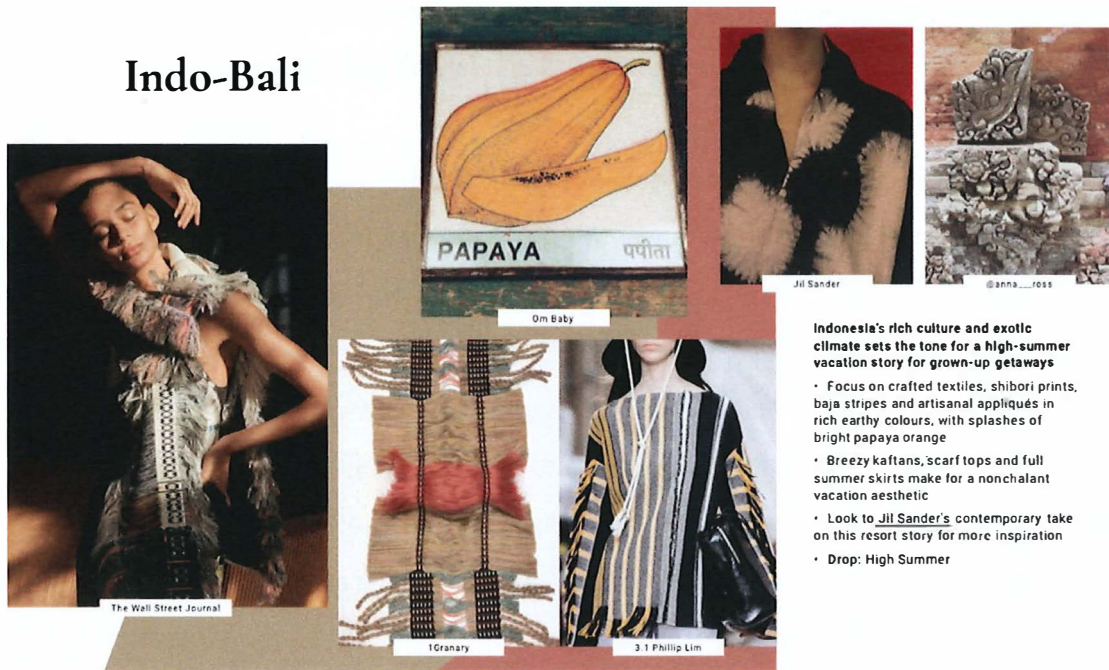 Indo-Bali
PAPAYA पपीता
Om Baby
Jil Sander
@anna___ross
The Wall Street Journal
1Granary
3.1 Phillip Lim
Indonesia's rich culture and exotic
climate sets the tone for a high-summer
vacation story for grown-up getaways
• Focus on crafted textiles, shibori prints,
baja stripes and artisanal appliqués in
rich earthy colours, with splashes of
bright papaya orange
• Breezy kaftans, scarf tops and full
summer skirts make for a nonchalant
vacation aesthetic
• Look to Jil Sander's contemporary take
on this resort story for more inspiration
• Drop: High Summer